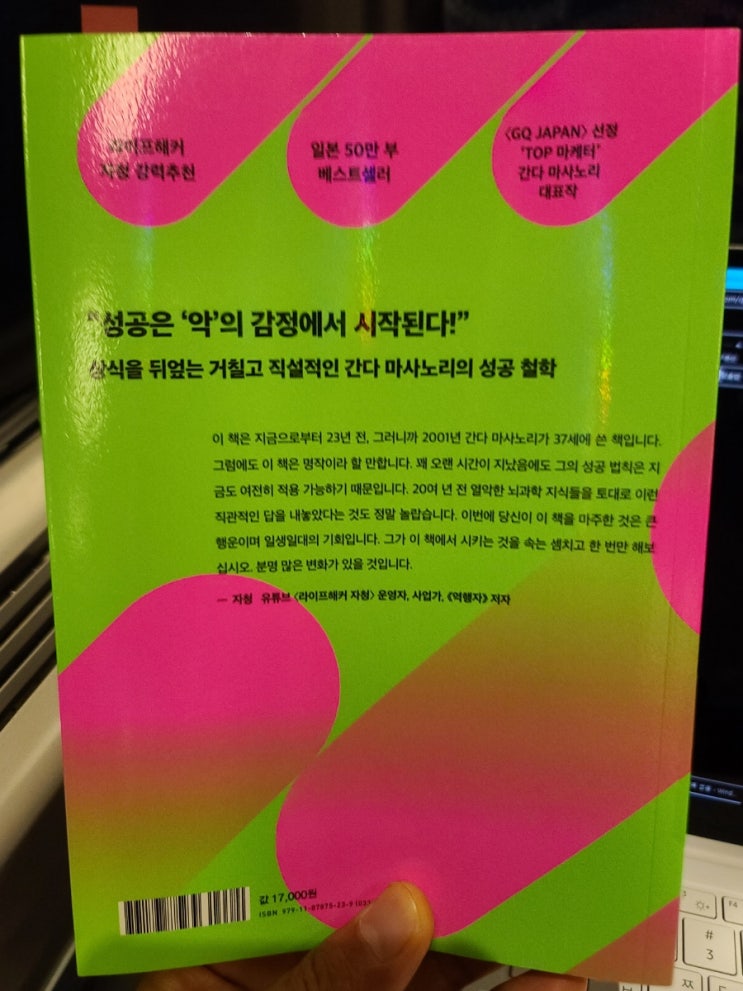 라이프해커
자청 강력추천
일본 50만 부
베스트셀러
〈GQ JAPAN〉 선정
‘TOP 마케터’
간다 마사노리
대표작
“성공은 ‘악’의 감정에서 시작된다!”
상식을 뒤엎는 거칠고 직설적인 간다 마사노리의 성공 철학
이 책은 지금으로부터 23년 전, 그러니까 2001년 간다 마사노리가 37세에 쓴 책입니다.
그럼에도 이 책은 명작이라 할 만합니다. 꽤 오랜 시간이 지났음에도 그의 성공 법칙은 지
금도 여전히 적용 가능하기 때문입니다. 20여 년 전 열악한 뇌과학 지식들을 토대로 이런
직관적인 답을 내놓았다는 것도 정말 놀랍습니다. 이번에 당신이 이 책을 마주한 것은 큰
행운이며 일생일대의 기회입니다. 그가 이 책에서 시키는 것을 속는 셈치고 한 번만 해보
십시오. 분명 많은 변화가 있을 것입니다.
— 자청 유튜브 〈라이프해커 자청〉 운영자, 사업가, 《역행자》 저자
값 17,000원
ISBN 979-11-87875-23-9
F4
#
3
ㅉ